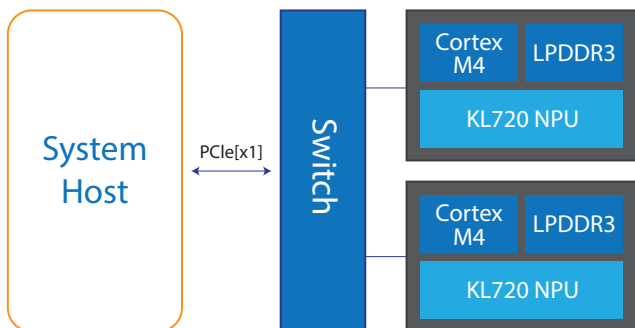 System
Host
PCIe[x1]
Switch
Cortex
M4
LPDDR3
KL720 NPU
Cortex
M4
LPDDR3
KL720 NPU